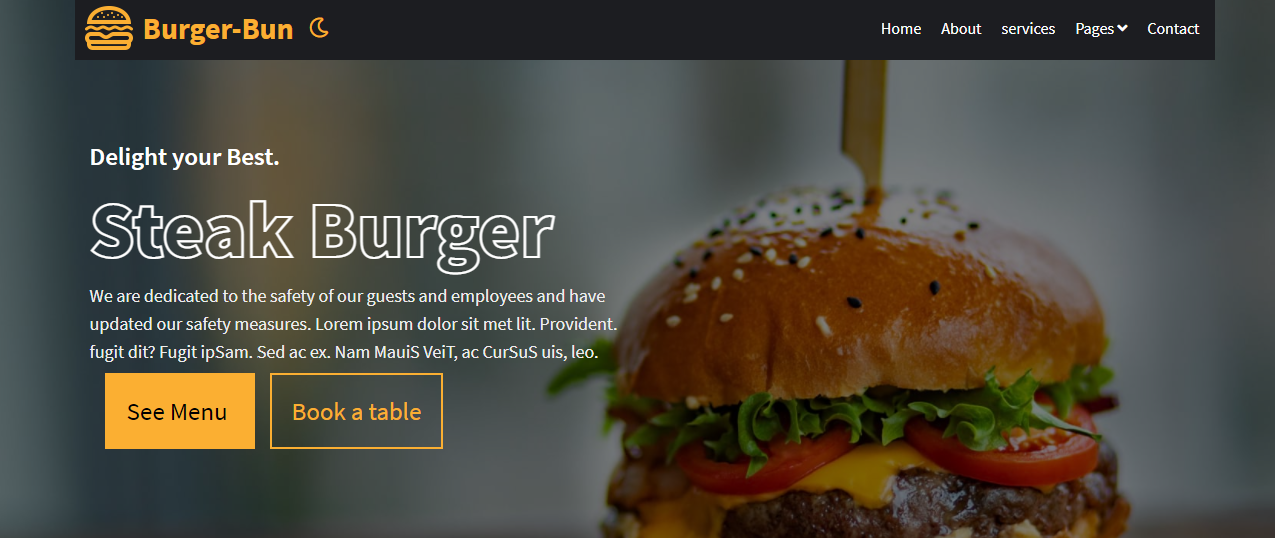 Burger-Bun
Home About services Pages Contact
Delight your Best.
Steak Burger
We are dedicated to the safety of our guests and employees and have
updated our safety measures. Lorem ipsum dolor sit met lit. Provident.
fugit dit? Fugit ipSam. Sed ac ex. Nam MauiS VeiT, ac CurSuS uis, leo.
See Menu Book a table